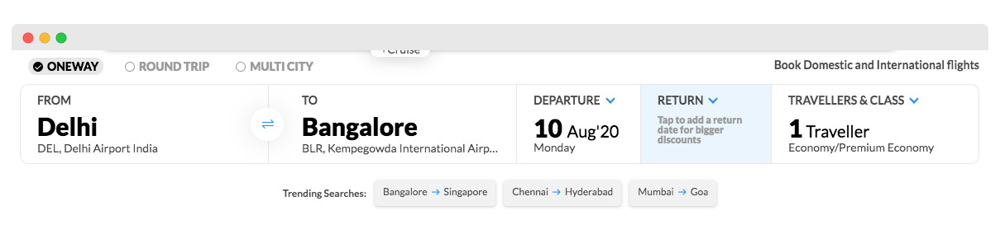 +Cruise
ONEWAY ROUND TRIP MULTI CITY
Book Domestic and International flights
FROM
Delhi
DEL, Delhi Airport India
TO
Bangalore
BLR, Kempegowda International Airp...
DEPARTURE
10 Aug'20
Monday
RETURN
Tap to add a return
date for bigger
discounts
TRAVELLERS & CLASS
1 Traveller
Economy/Premium Economy
Trending Searches: Bangalore → Singapore Chennai → Hyderabad Mumbai → Goa